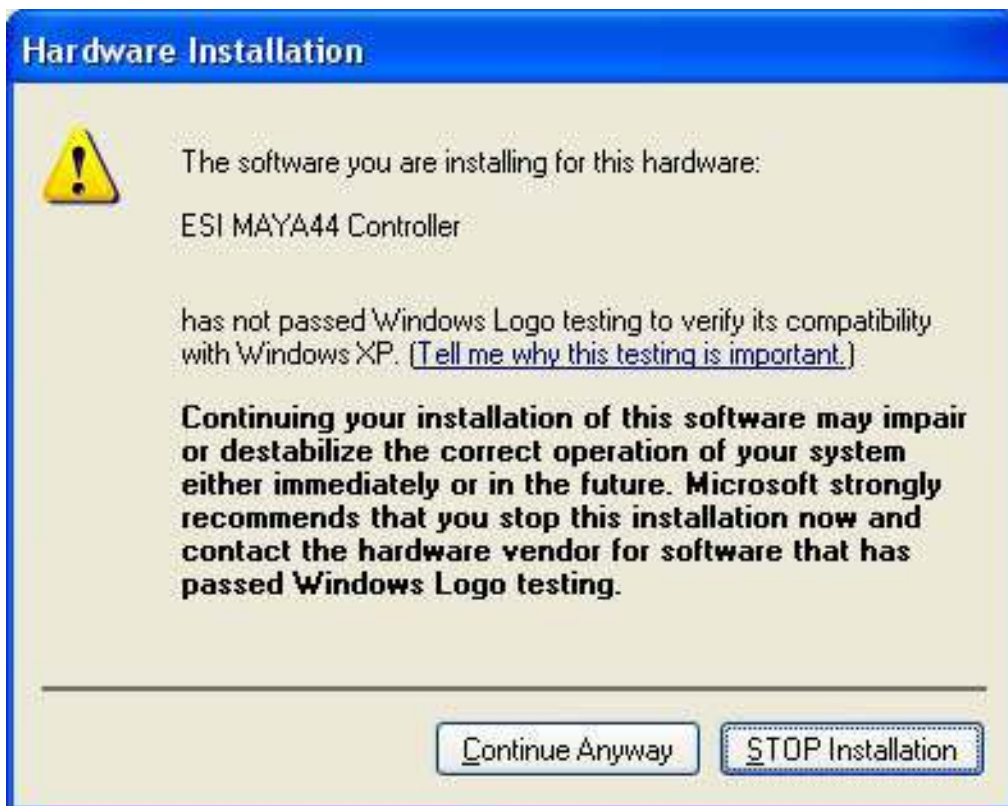 Hardware Installation
The software you are installing for this hardware:
ESI MAYA44 Controller
has not passed Windows Logo testing to verify its compatibility
with Windows XP. (Tell me why this testing is important.)
Continuing your installation of this software may impair
or destabilize the correct operation of your system
either immediately or in the future. Microsoft strongly
recommends that you stop this installation now and
contact the hardware vendor for software that has
passed Windows Logo testing.
Continue Anyway
STOP Installation